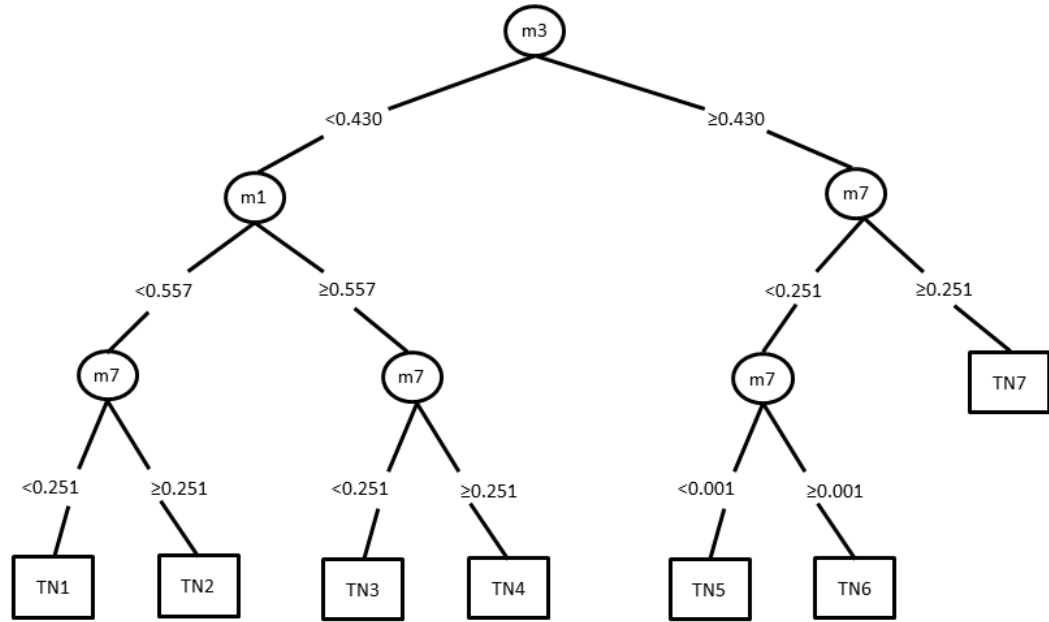 m3
<0.430
≥0.430
m1
m7
<0.557
≥0.557
<0.251
≥0.251
m7
m7
m7
TN7
<0.251
≥0.251
<0.251
≥0.251
<0.001
≥0.001
TN1
TN2
TN3
TN4
TN5
TN6